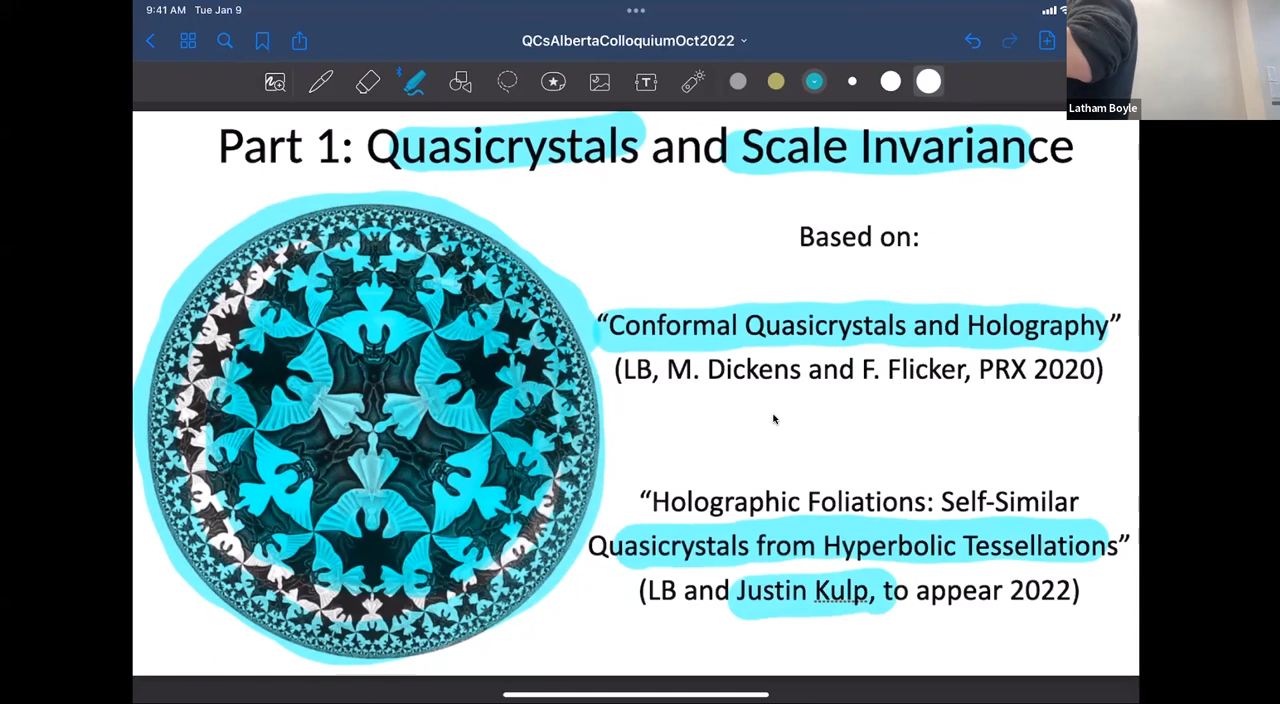 9:41 AM Tue Jan 9
QCsAlbertaColloquiumOct2022
Latham Boyle
Part 1: Quasicrystals and Scale Invariance
Based on:
“Conformal Quasicrystals and Holography”
(LB, M. Dickens and F. Flicker, PRX 2020)
“Holographic Foliations: Self-Similar
Quasicrystals from Hyperbolic Tessellations”
(LB and Justin Kulp, to appear 2022)